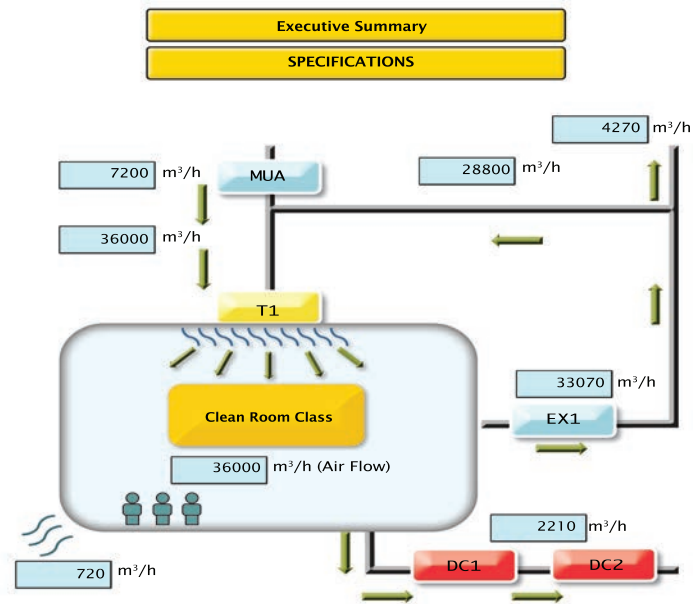 Executive Summary
SPECIFICATIONS
4270 m³/h
7200 m³/h
MUA
28800 m³/h
36000 m³/h
T1
33070 m³/h
Clean Room Class
EX1
36000 m³/h (Air Flow)
2210 m³/h
720 m³/h
DC1
DC2